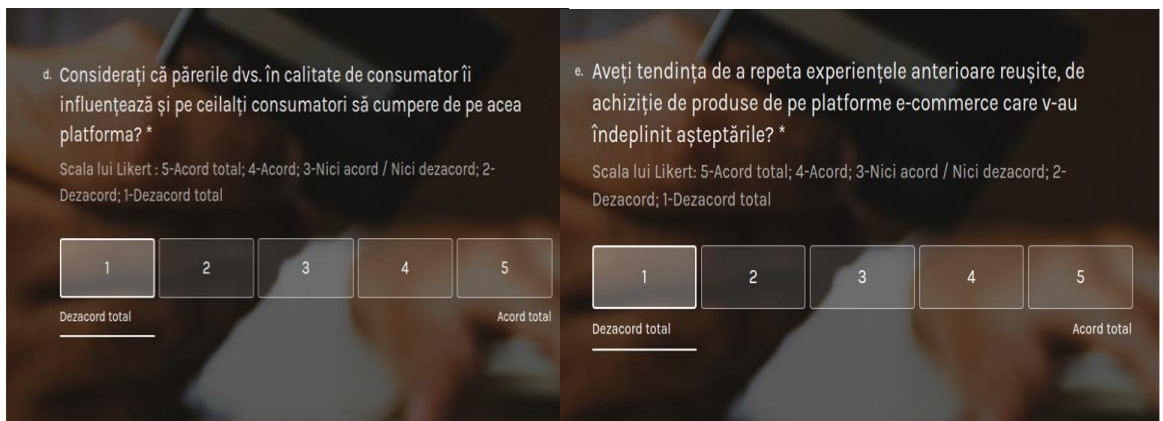 d. Considerați că părerile dvs. în calitate de consumator îi
influențează și pe ceilalți consumatori să cumpere de pe acea
platforma? *
Scala lui Likert : 5-Acord total; 4-Acord; 3-Nici acord / Nici dezacord; 2-
Dezacord; 1-Dezacord total
1 2 3 4 5
Dezacord total Acord total
e. Aveți tendința de a repeta experiențele anterioare reușite, de
achiziție de produse de pe platforme e-commerce care v-au
îndeplinit așteptările? *
Scala lui Likert: 5-Acord total; 4-Acord; 3-Nici acord / Nici dezacord; 2-
Dezacord; 1-Dezacord total
1 2 3 4 5
Dezacord total Acord total